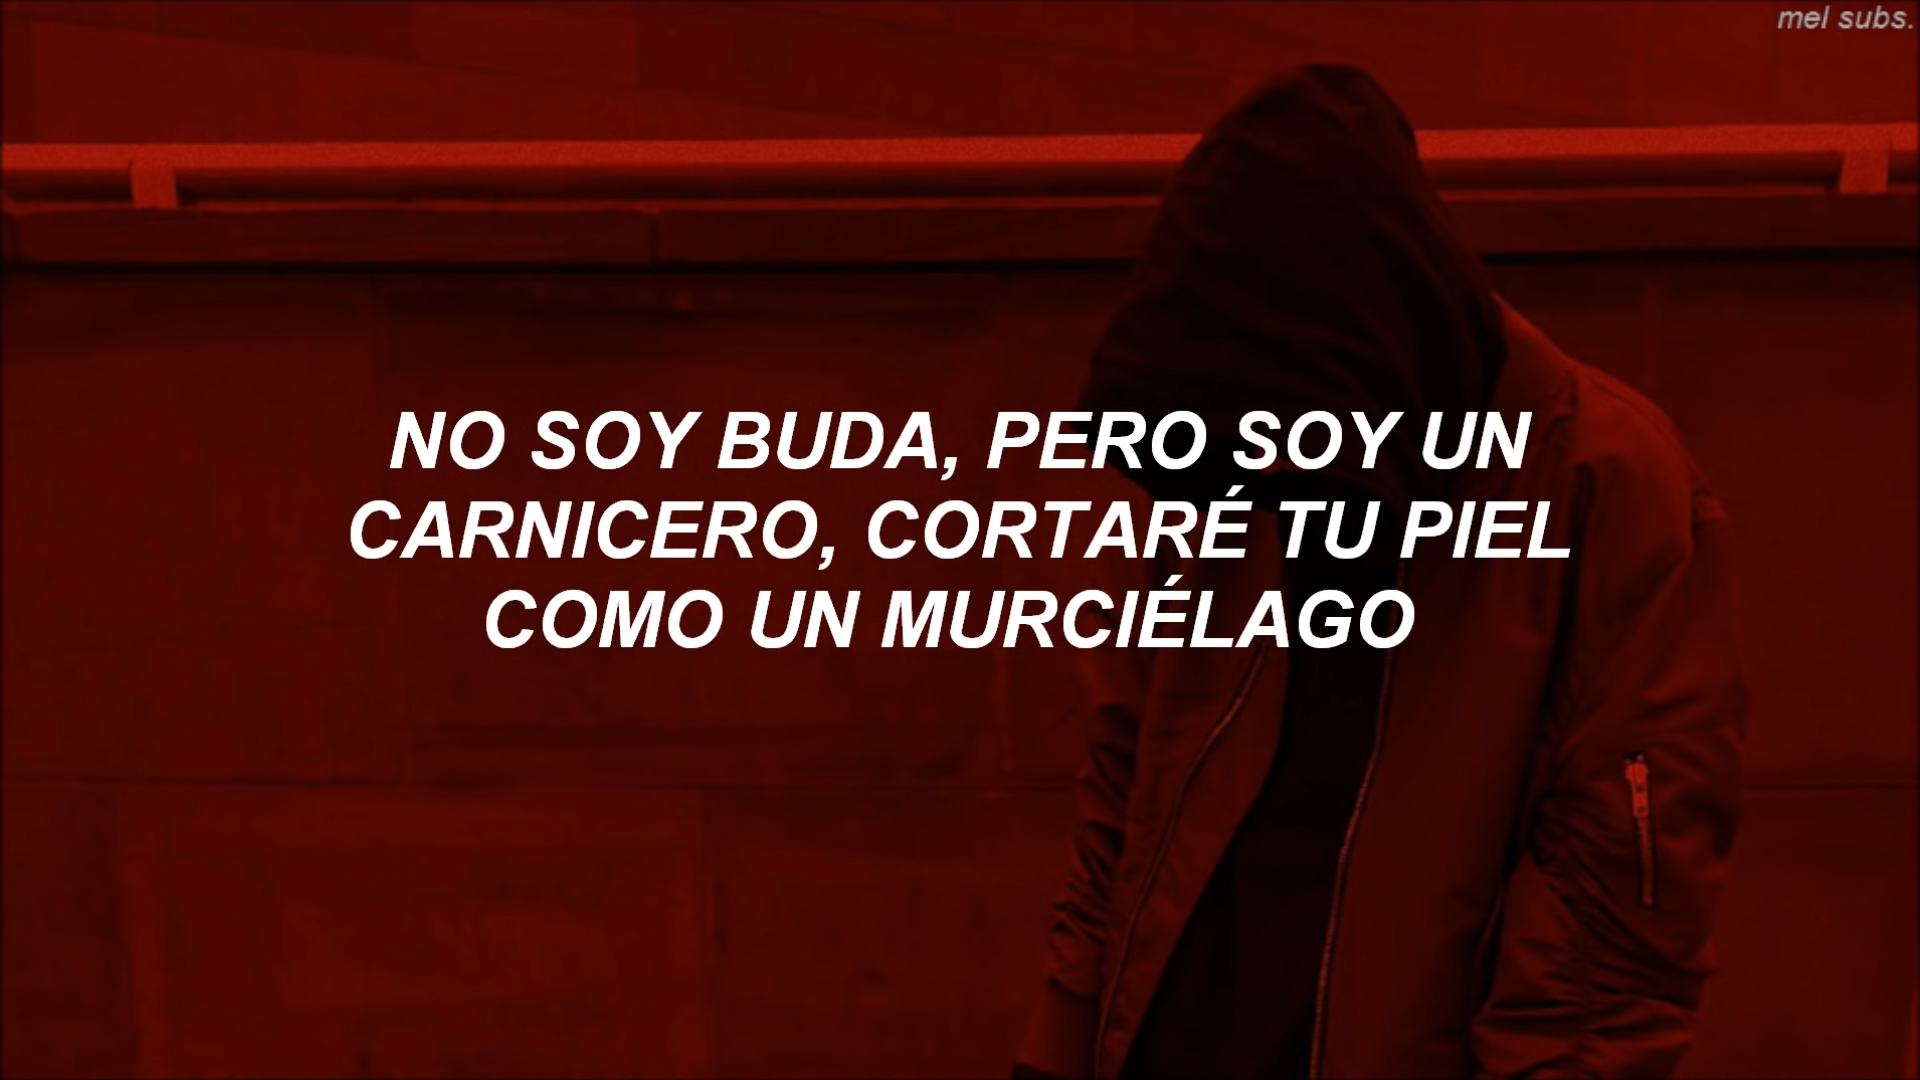 mel subs.
NO SOY BUDA, PERO SOY UN
CARNICERO, CORTARÉ TU PIEL
COMO UN MURCIÉLAGO